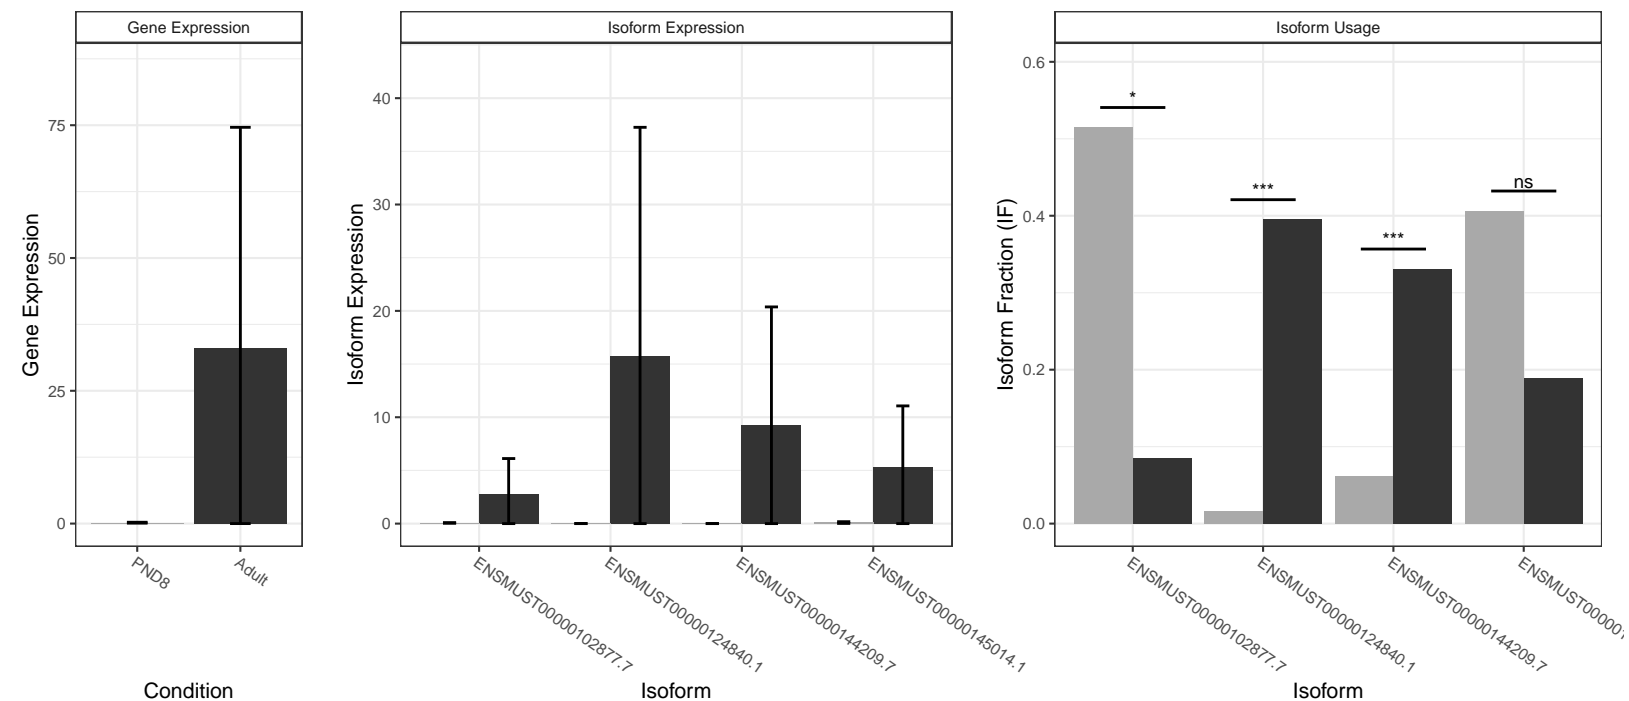 Gene Expression
Isoform Expression
Isoform Usage
Gene Expression
75
50
25
0
PND8
Adult
Condition
Isoform Expression
40
30
20
10
0
ENSMUST00000102877.7
ENSMUST00000124840.1
ENSMUST00000144209.7
ENSMUST00000145014.1
Isoform
Isoform Fraction (IF)
0.6
0.4
0.2
0.0
*
***
***
ns
ENSMUST00000102877.7
ENSMUST00000124840.1
ENSMUST00000144209.7
ENSMUST00000
Isoform